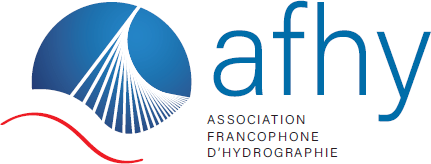 afhy
ASSOCIATION
FRANCOPHONE
D'HYDROGRAPHIE